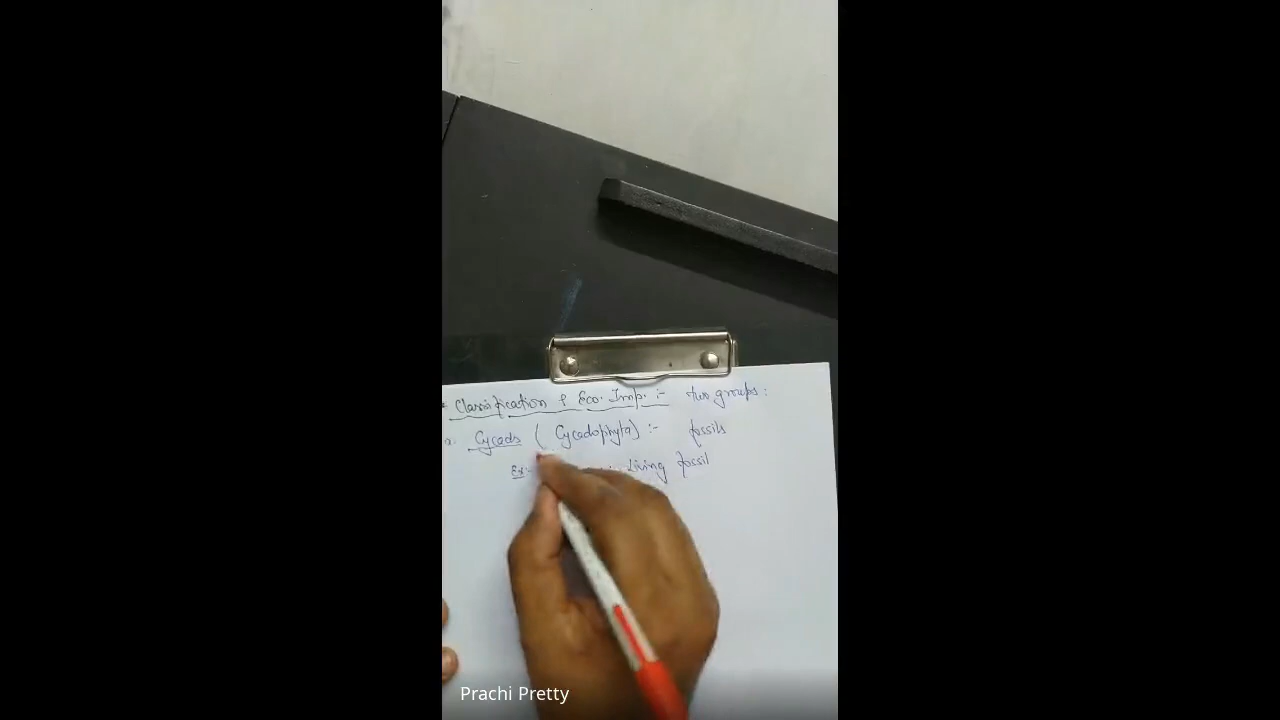 * Classification & Eco. Imp. :- two groups :
Cycads ( Cycadophyta) :- fossils
Ex:- Living fossil
Prachi Pretty